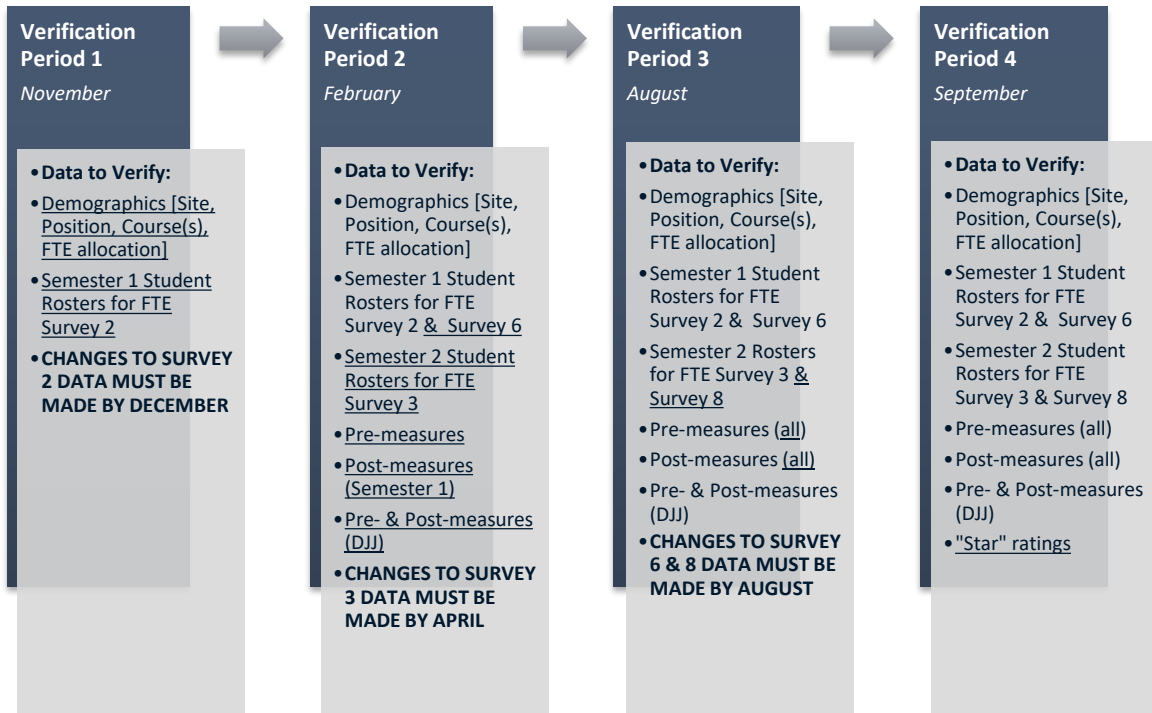 Verification
Period 1
November
• Data to Verify:
• Demographics [Site,
Position, Course(s),
FTE allocation]
• Semester 1 Student
Rosters for FTE
Survey 2
• CHANGES TO SURVEY
2 DATA MUST BE
MADE BY DECEMBER
Verification
Period 2
February
• Data to Verify:
• Demographics [Site,
Position, Course(s),
FTE allocation]
• Semester 1 Student
Rosters for FTE
Survey 2 & Survey 6
• Semester 2 Student
Rosters for FTE
Survey 3
• Pre-measures
• Post-measures
(Semester 1)
• Pre- & Post-measures
(DJJ)
• CHANGES TO SURVEY
3 DATA MUST BE
MADE BY APRIL
Verification
Period 3
August
• Data to Verify:
• Demographics [Site,
Position, Course(s),
FTE allocation]
• Semester 1 Student
Rosters for FTE
Survey 2 & Survey 6
• Semester 2 Rosters
for FTE Survey 3 &
Survey 8
• Pre-measures (all)
• Post-measures (all)
• Pre- & Post-measures
(DJJ)
• CHANGES TO SURVEY
6 & 8 DATA MUST BE
MADE BY AUGUST
Verification
Period 4
September
• Data to Verify:
• Demographics [Site,
Position, Course(s),
FTE allocation]
• Semester 1 Student
Rosters for FTE
Survey 2 & Survey 6
• Semester 2 Student
Rosters for FTE
Survey 3 & Survey 8
• Pre-measures (all)
• Post-measures (all)
• Pre- & Post-measures
(DJJ)
• "Star" ratings